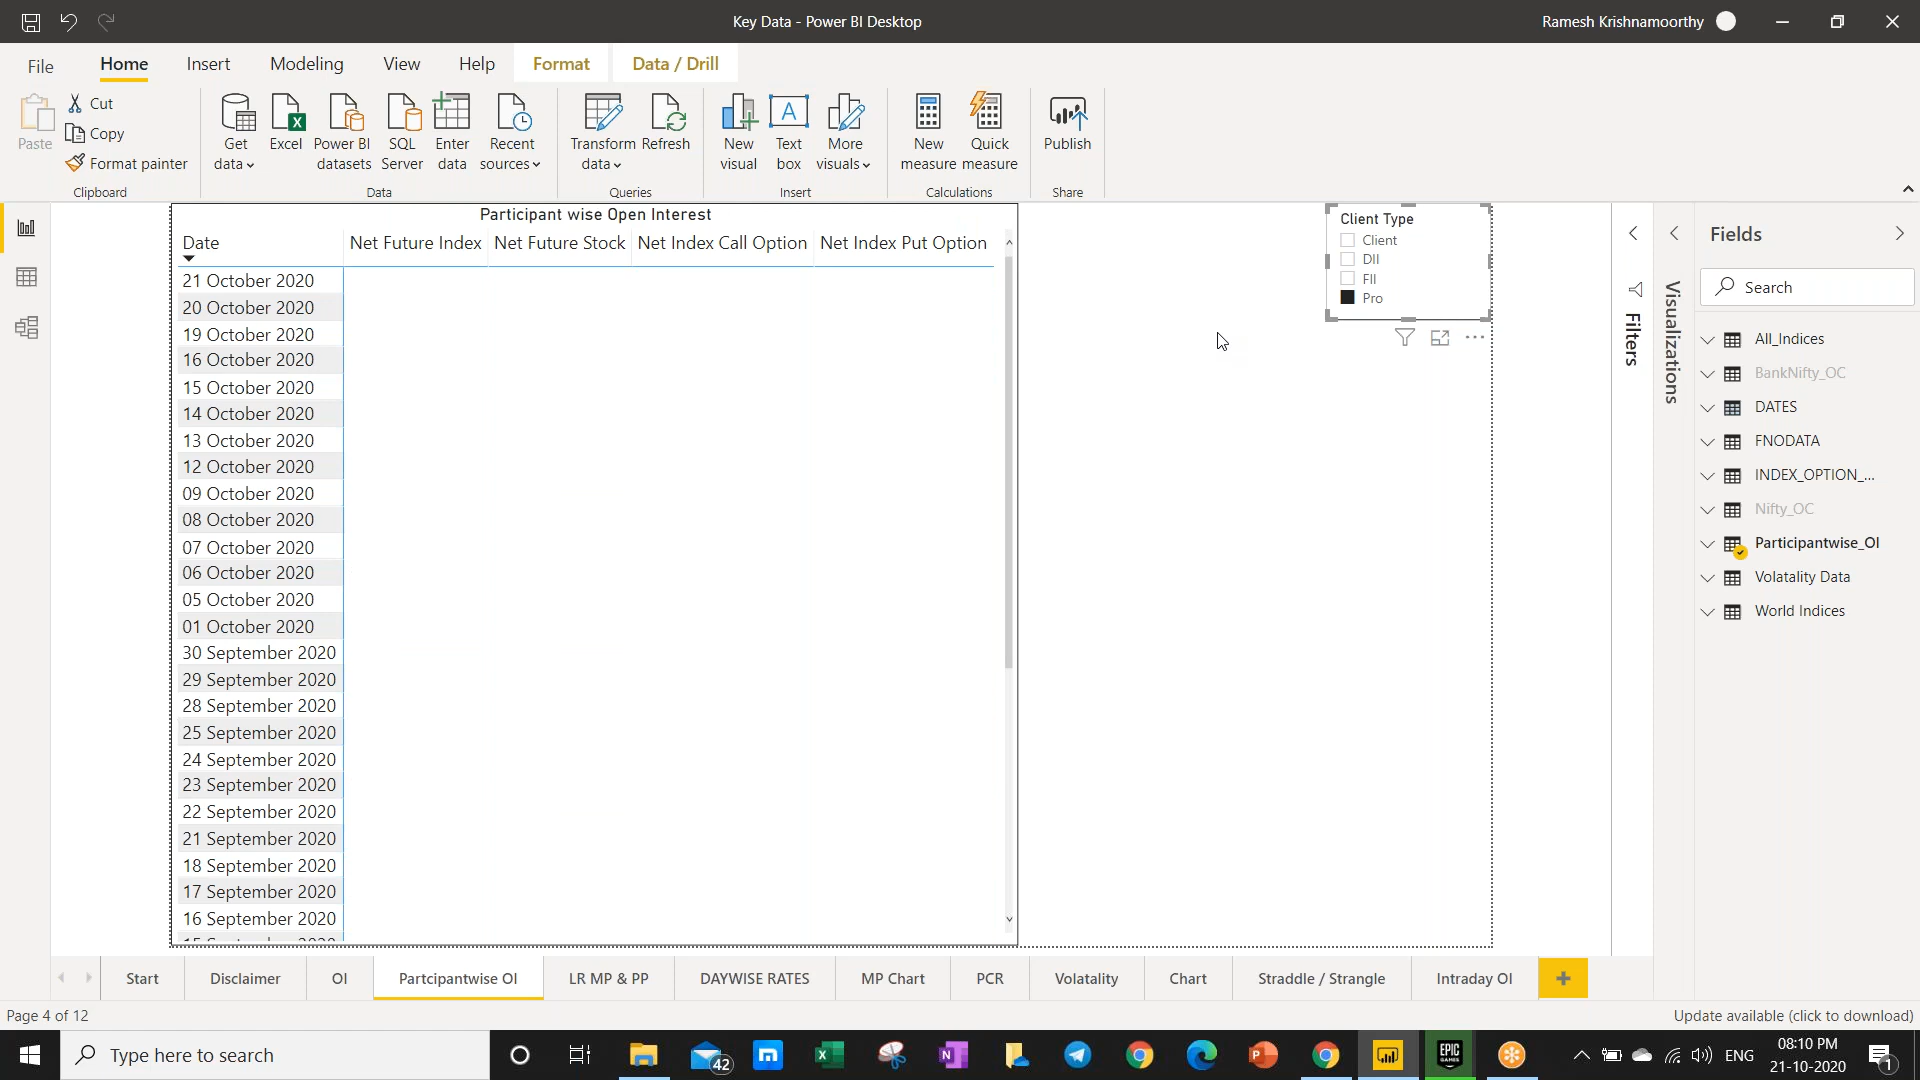 Key Data - Power BI Desktop
Ramesh Krishnamoorthy
File
Home
Insert
Modeling
View
Help
Format
Data / Drill
Paste
Cut
Copy
Format painter
Clipboard
Get data
Excel
Power BI datasets
SQL Server
Enter data
Recent sources
Data
Transform data
Refresh
Queries
New visual
A
Text box
More visuals
Insert
New measure
Quick measure
Calculations
Publish
Share
Participant wise Open Interest
Date
Net Future Index
Net Future Stock
Net Index Call Option
Net Index Put Option
21 October 2020
20 October 2020
19 October 2020
16 October 2020
15 October 2020
14 October 2020
13 October 2020
12 October 2020
09 October 2020
08 October 2020
07 October 2020
06 October 2020
05 October 2020
01 October 2020
30 September 2020
29 September 2020
28 September 2020
25 September 2020
24 September 2020
23 September 2020
22 September 2020
21 September 2020
18 September 2020
17 September 2020
16 September 2020
Client Type
Client
DII
FII
Pro
Filters
Visualizations
Fields
Search
All_Indices
BankNifty_OC
DATES
FNODATA
INDEX_OPTION_...
Nifty_OC
Participantwise_OI
Volatality Data
World Indices
Start
Disclaimer
OI
Partcipantwise OI
LR MP & PP
DAYWISE RATES
MP Chart
PCR
Volatality
Chart
Straddle / Strangle
Intraday OI
Page 4 of 12
Update available (click to download)
Type here to search
42
EPIC GAMES
ENG
08:10 PM
21-10-2020
1